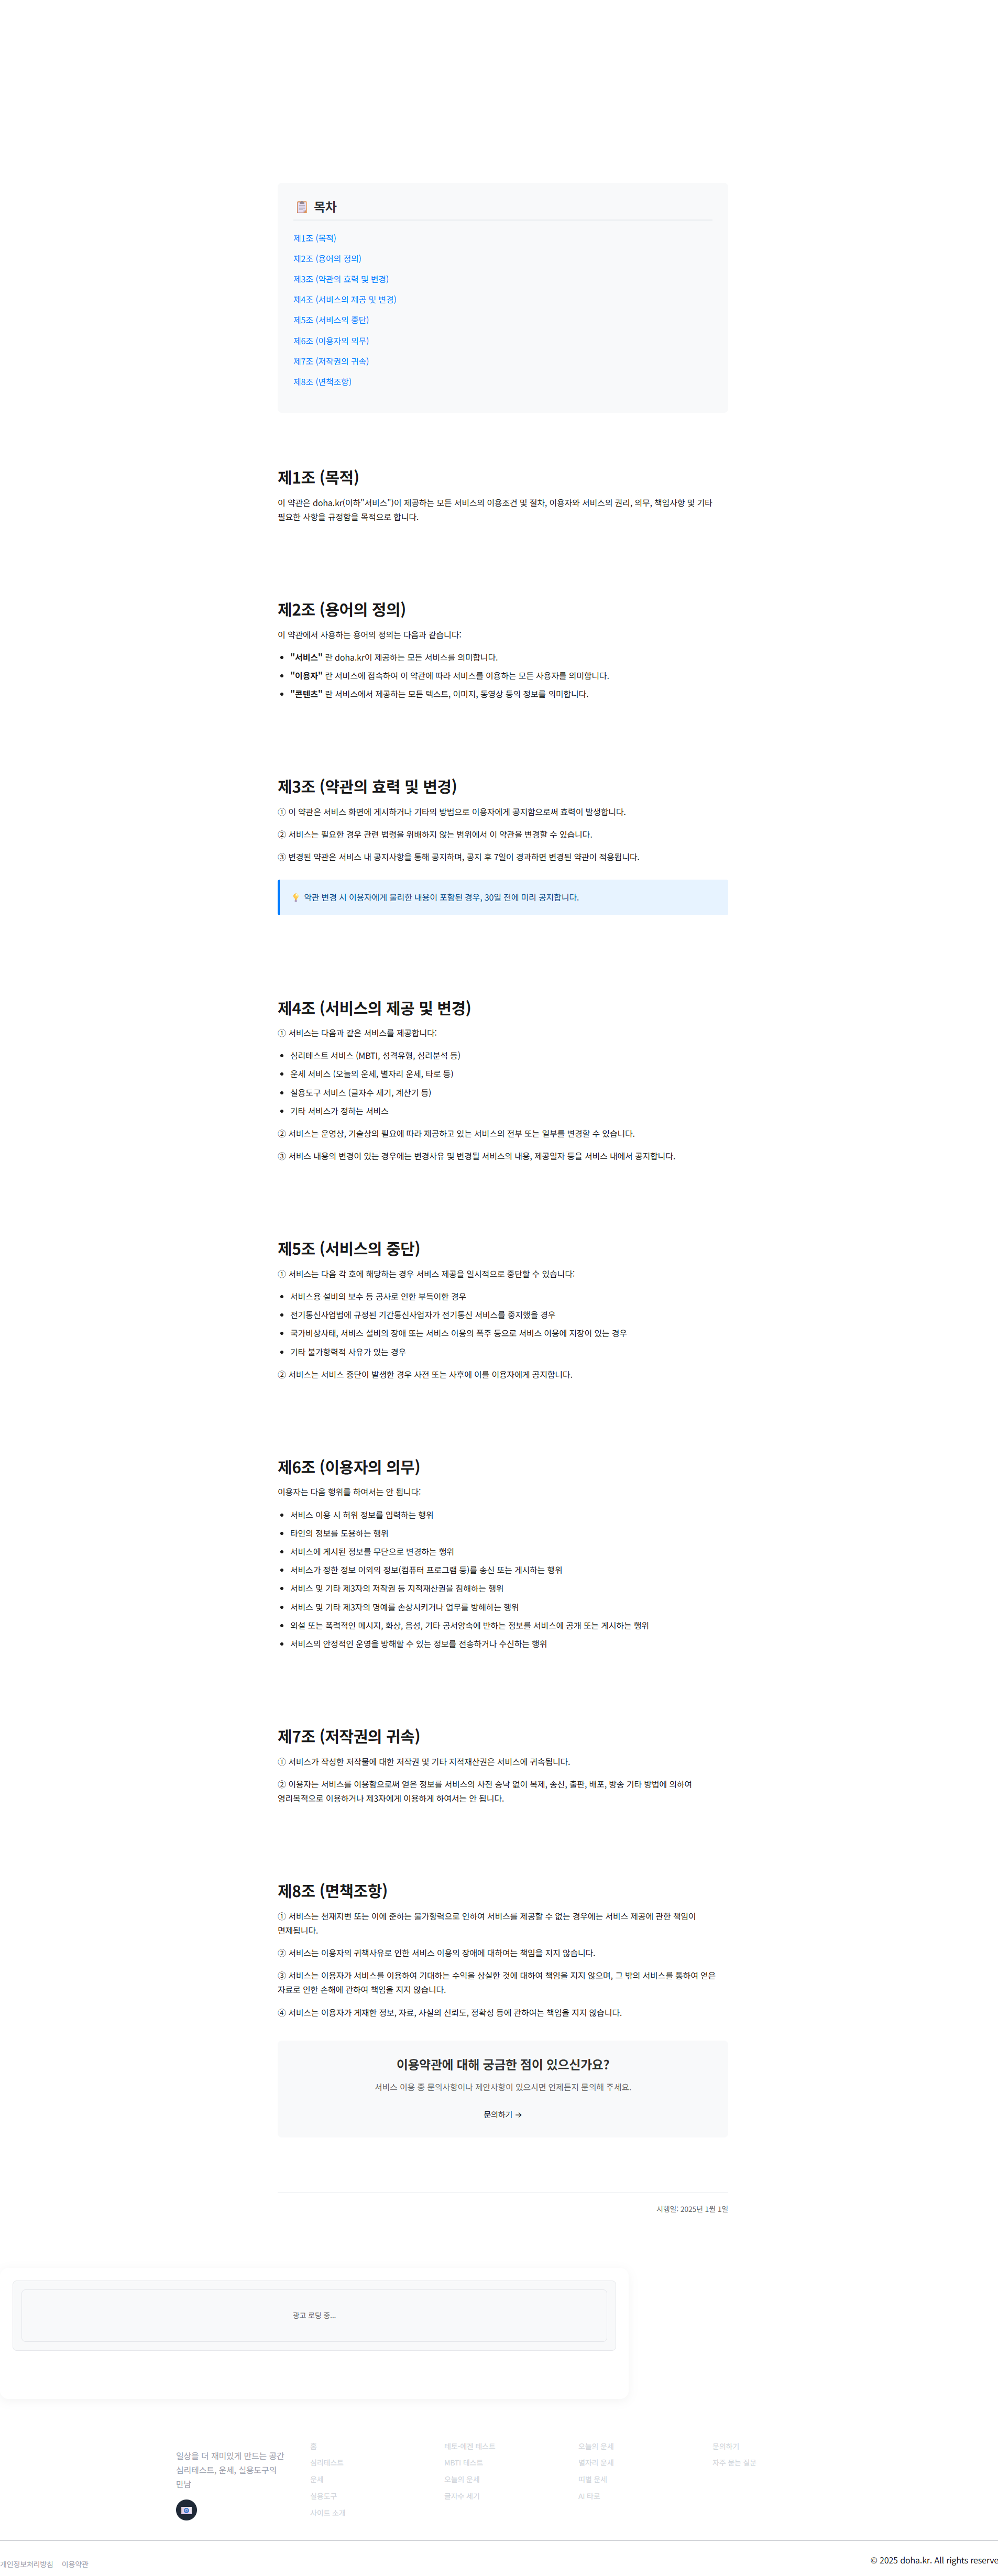 목차
제1조 (목적)
제2조 (용어의 정의)
제3조 (약관의 효력 및 변경)
제4조 (서비스의 제공 및 변경)
제5조 (서비스의 중단)
제6조 (이용자의 의무)
제7조 (저작권의 귀속)
제8조 (면책조항)
제1조 (목적)
이 약관은 doha.kr(이하"서비스")이 제공하는 모든 서비스의 이용조건 및 절차, 이용자와 서비스의 권리, 의무, 책임사항 및 기타
필요한 사항을 규정함을 목적으로 합니다.
제2조 (용어의 정의)
이 약관에서 사용하는 용어의 정의는 다음과 같습니다:
• "서비스" 란 doha.kr이 제공하는 모든 서비스를 의미합니다.
• "이용자" 란 서비스에 접속하여 이 약관에 따라 서비스를 이용하는 모든 사용자를 의미합니다.
• "콘텐츠" 란 서비스에서 제공하는 모든 텍스트, 이미지, 동영상 등의 정보를 의미합니다.
제3조 (약관의 효력 및 변경)
① 이 약관은 서비스 화면에 게시하거나 기타의 방법으로 이용자에게 공지함으로써 효력이 발생합니다.
② 서비스는 필요한 경우 관련 법령을 위배하지 않는 범위에서 이 약관을 변경할 수 있습니다.
③ 변경된 약관은 서비스 내 공지사항을 통해 공지하며, 공지 후 7일이 경과하면 변경된 약관이 적용됩니다.
약관 변경 시 이용자에게 불리한 내용이 포함된 경우, 30일 전에 미리 공지합니다.
제4조 (서비스의 제공 및 변경)
① 서비스는 다음과 같은 서비스를 제공합니다:
• 심리테스트 서비스 (MBTI, 성격유형, 심리분석 등)
• 운세 서비스 (오늘의 운세, 별자리 운세, 타로 등)
• 실용도구 서비스 (글자수 세기, 계산기 등)
• 기타 서비스가 정하는 서비스
② 서비스는 운영상, 기술상의 필요에 따라 제공하고 있는 서비스의 전부 또는 일부를 변경할 수 있습니다.
③ 서비스 내용의 변경이 있는 경우에는 변경사유 및 변경될 서비스의 내용, 제공일자 등을 서비스 내에서 공지합니다.
제5조 (서비스의 중단)
① 서비스는 다음 각 호에 해당하는 경우 서비스 제공을 일시적으로 중단할 수 있습니다:
• 서비스용 설비의 보수 등 공사로 인한 부득이한 경우
• 전기통신사업법에 규정된 기간통신사업자가 전기통신 서비스를 중지했을 경우
• 국가비상사태, 서비스 설비의 장애 또는 서비스 이용의 폭주 등으로 서비스 이용에 지장이 있는 경우
• 기타 불가항력적 사유가 있는 경우
② 서비스는 서비스 중단이 발생한 경우 사전 또는 사후에 이를 이용자에게 공지합니다.
제6조 (이용자의 의무)
이용자는 다음 행위를 하여서는 안 됩니다:
• 서비스 이용 시 허위 정보를 입력하는 행위
• 타인의 정보를 도용하는 행위
• 서비스에 게시된 정보를 무단으로 변경하는 행위
• 서비스가 정한 정보 이외의 정보(컴퓨터 프로그램 등)를 송신 또는 게시하는 행위
• 서비스 및 기타 제3자의 저작권 등 지적재산권을 침해하는 행위
• 서비스 및 기타 제3자의 명예를 손상시키거나 업무를 방해하는 행위
• 외설 또는 폭력적인 메시지, 화상, 음성, 기타 공서양속에 반하는 정보를 서비스에 공개 또는 게시하는 행위
• 서비스의 안정적인 운영을 방해할 수 있는 정보를 전송하거나 수신하는 행위
제7조 (저작권의 귀속)
① 서비스가 작성한 저작물에 대한 저작권 및 기타 지적재산권은 서비스에 귀속됩니다.
② 이용자는 서비스를 이용함으로써 얻은 정보를 서비스의 사전 승낙 없이 복제, 송신, 출판, 배포, 방송 기타 방법에 의하여
영리목적으로 이용하거나 제3자에게 이용하게 하여서는 안 됩니다.
제8조 (면책조항)
① 서비스는 천재지변 또는 이에 준하는 불가항력으로 인하여 서비스를 제공할 수 없는 경우에는 서비스 제공에 관한 책임이
면제됩니다.
② 서비스는 이용자의 귀책사유로 인한 서비스 이용의 장애에 대하여는 책임을 지지 않습니다.
③ 서비스는 이용자가 서비스를 이용하여 기대하는 수익을 상실한 것에 대하여 책임을 지지 않으며, 그 밖의 서비스를 통하여 얻은
자료로 인한 손해에 관하여 책임을 지지 않습니다.
④ 서비스는 이용자가 게재한 정보, 자료, 사실의 신뢰도, 정확성 등에 관하여는 책임을 지지 않습니다.
이용약관에 대해 궁금한 점이 있으신가요?
서비스 이용 중 문의사항이나 제안사항이 있으시면 언제든지 문의해 주세요.
문의하기 →
시행일: 2025년 1월 1일
광고 로딩 중...
일상을 더 재미있게 만드는 공간
심리테스트, 운세, 실용도구의
만남
홈
심리테스트
운세
실용도구
사이트 소개
테토-에겐 테스트
MBTI 테스트
오늘의 운세
글자수 세기
오늘의 운세
별자리 운세
띠별 운세
AI 타로
문의하기
자주 묻는 질문
개인정보처리방침 이용약관
© 2025 doha.kr. All rights reserve